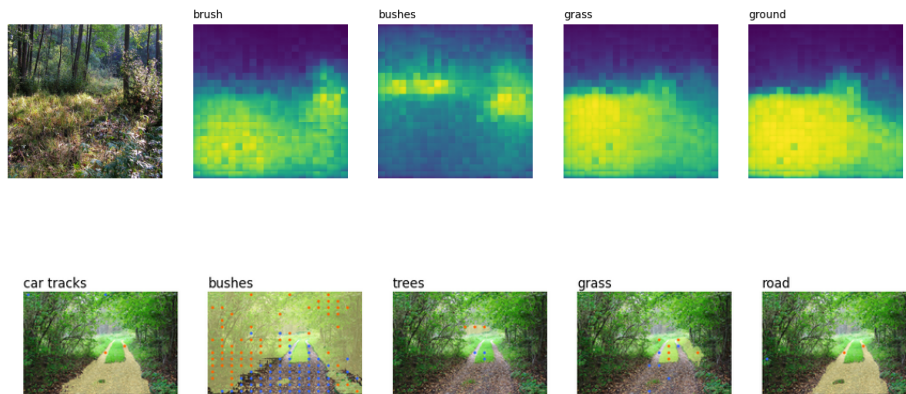 brush
bushes
grass
ground
car tracks
bushes
trees
grass
road